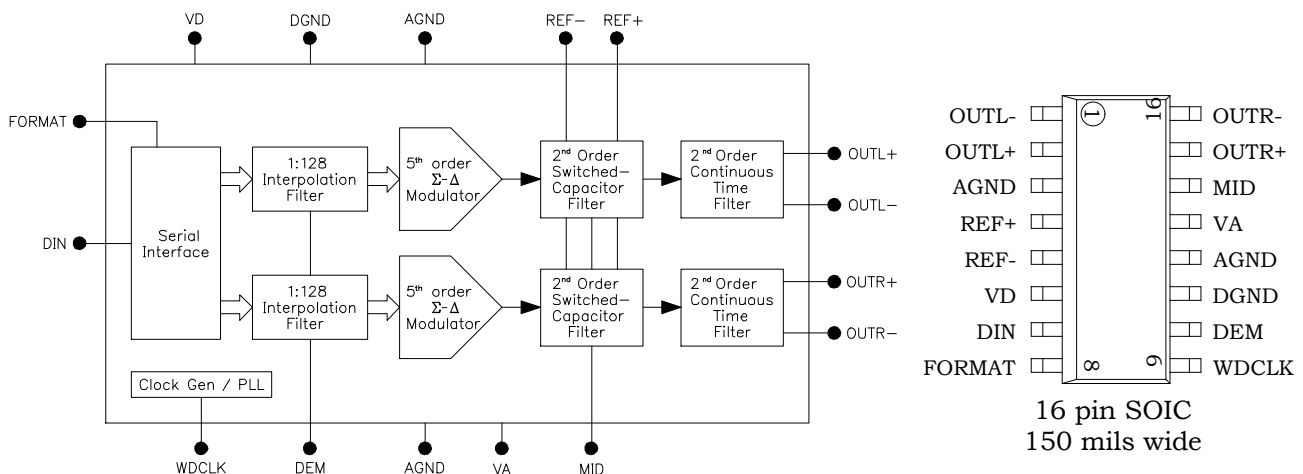 VD
DGND
AGND
REF-
REF+
FORMAT
DIN
Serial
Interface
1:128
Interpolation
Filter
5th order
Σ-Δ
Modulator
2nd Order
Switched-
Capacitor
Filter
2nd Order
Continuous
Time
Filter
OUTL+
OUTL-
1:128
Interpolation
Filter
5th order
Σ-Δ
Modulator
2nd Order
Switched-
Capacitor
Filter
2nd Order
Continuous
Time
Filter
OUTR+
OUTR-
Clock Gen / PLL
WDCLK
DEM
AGND
VA
MID
OUTL-
OUTL+
AGND
REF+
REF-
VD
DIN
FORMAT
1
16
8
9
OUTR-
OUTR+
MID
VA
AGND
DGND
DEM
WDCLK
16 pin SOIC
150 mils wide